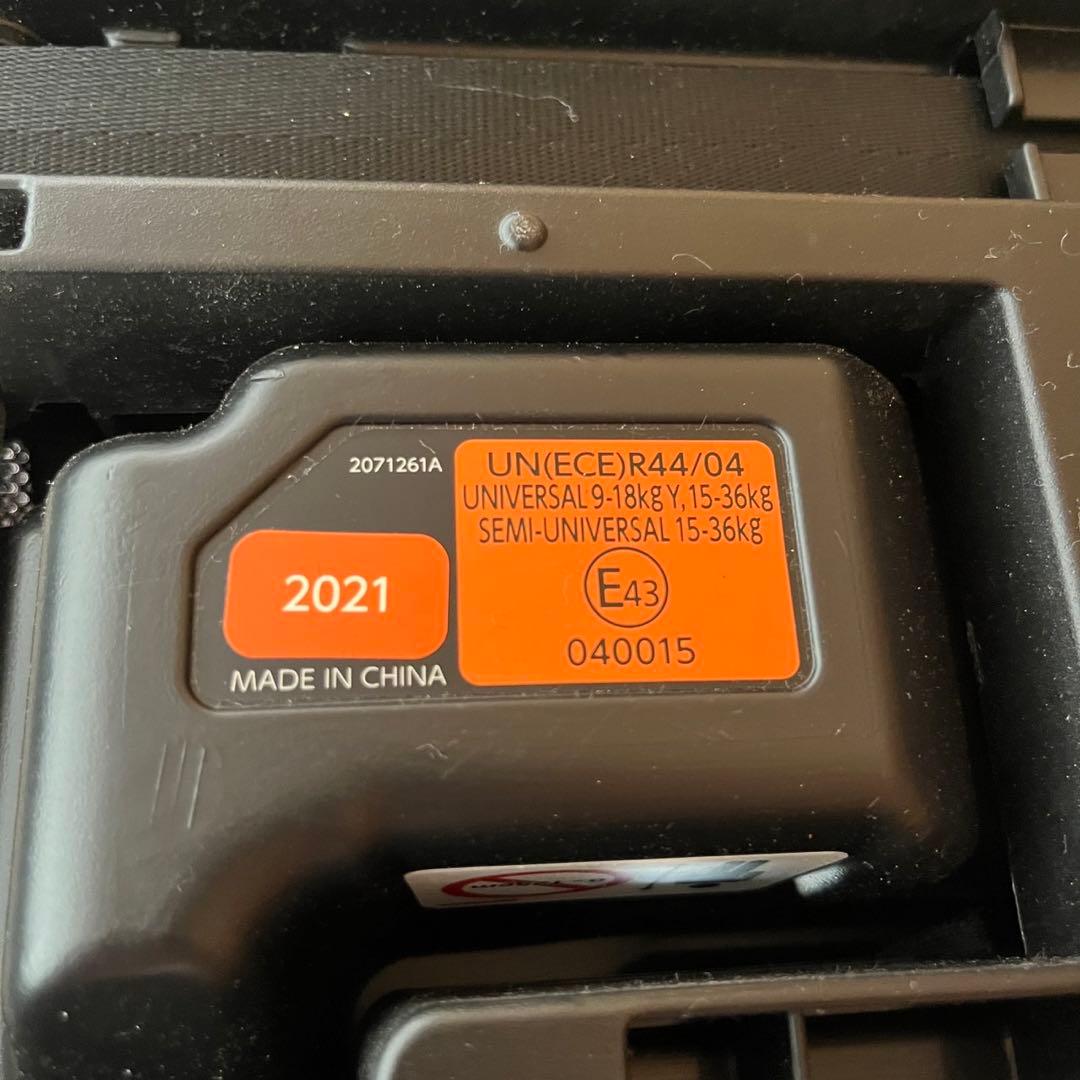 2071261A
UN(ECE)R44/04
UNIVERSAL 9-18kg Y, 15-36kg
SEMI-UNIVERSAL 15-36kg
E43
040015
2021
MADE IN CHINA